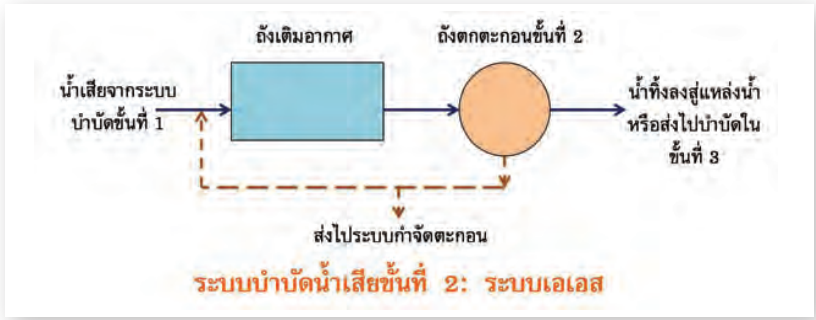 ถังเติมอากาศ
ถังตกตะกอนขั้นที่ 2
น้ำเสียจากระบบ
บำบัดขั้นที่ 1
น้ำทิ้งลงสู่แหล่งน้ำ
หรือส่งไปบำบัดใน
ขั้นที่ 3
ส่งไประบบกำจัดตะกอน
ระบบบำบัดน้ำเสียขั้นที่ 2: ระบบเอเอส